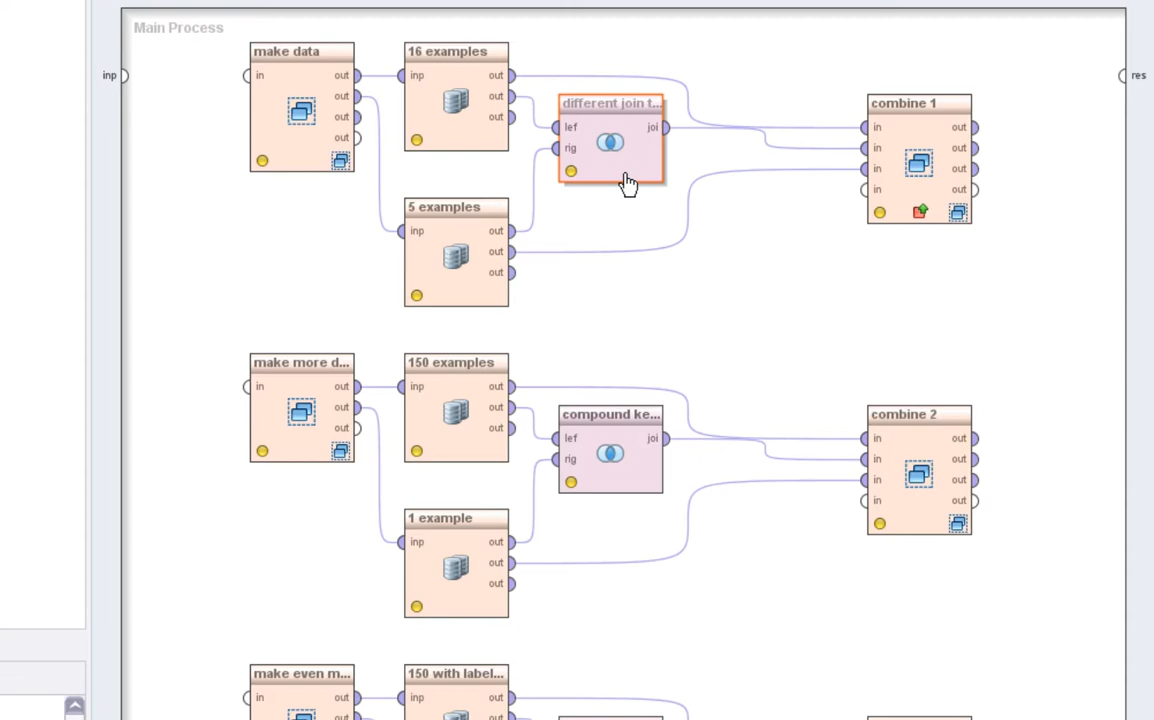 Main Process
inp
res
make data
in out
out
out
out
16 examples
inp out
out
out
different join t...
lef joi
rig
5 examples
inp out
out
out
combine 1
in out
in out
in out
in out
make more d...
in out
out
out
150 examples
inp out
out
out
compound ke...
lef joi
rig
1 example
inp out
out
out
combine 2
in out
in out
in out
in out
make even m...
in out
out
150 with label...
inp out
out